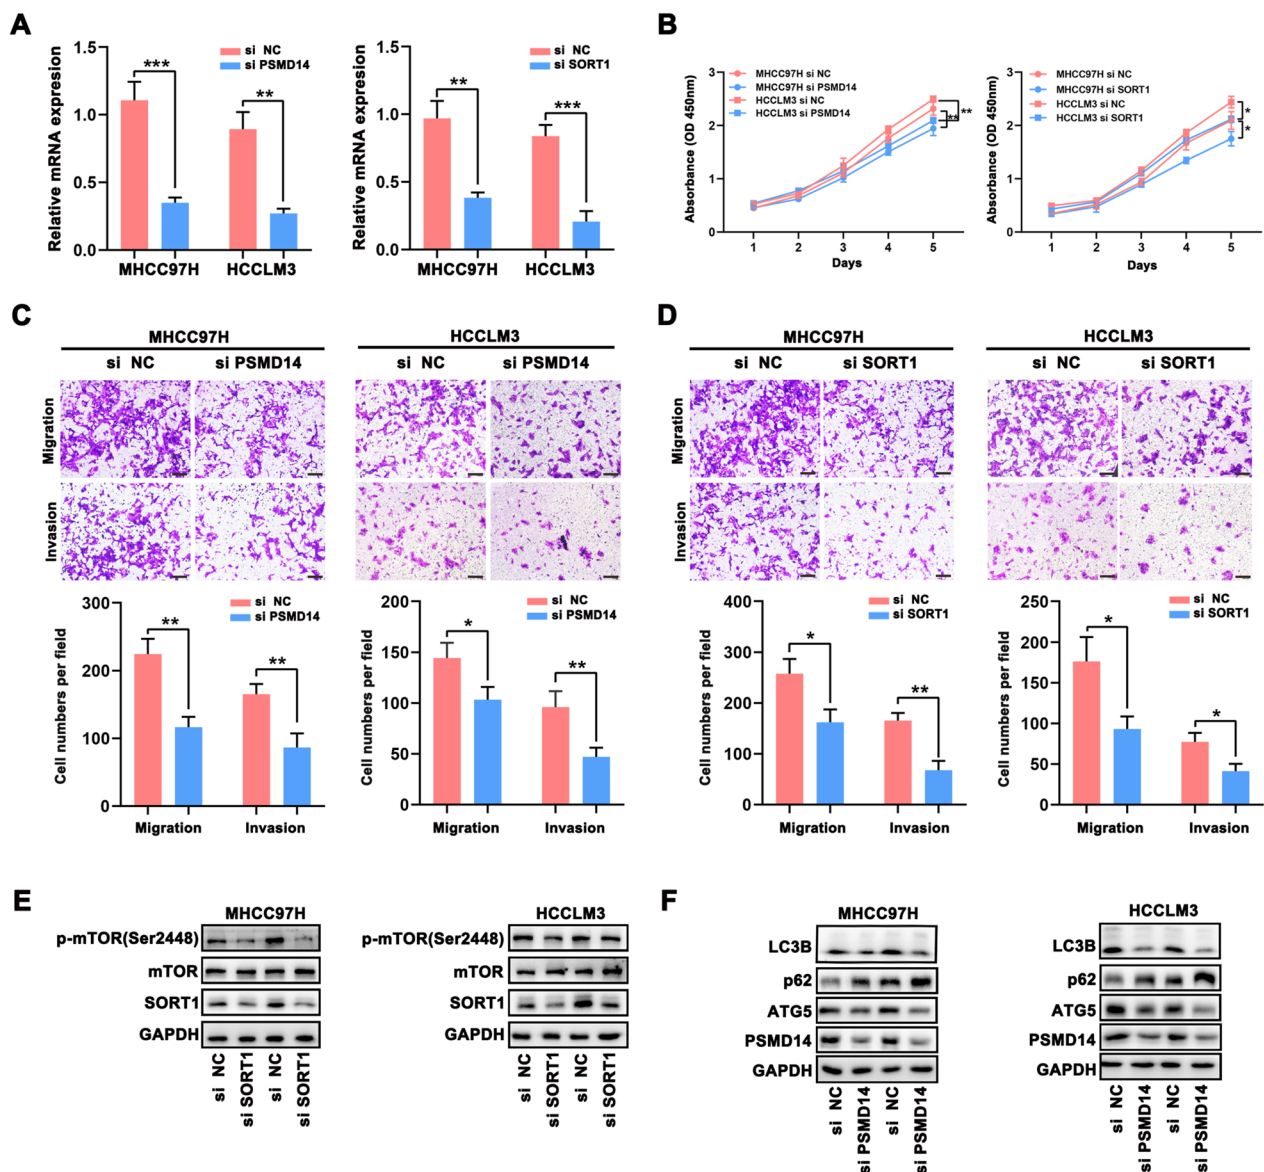 A
Relative mRNA expresion
1.5
1.0
0.5
0.0
si NC
si PSMD14
***
**
MHCC97H
HCCLM3
Relative mRNA expresion
1.5
1.0
0.5
0.0
si NC
si SORT1
**
***
MHCC97H
HCCLM3
B
Absorbance (OD 450nm)
3
2
1
0
MHCC97H si NC
MHCC97H si PSMD14
HCCLM3 si NC
HCCLM3 si PSMD14
**
**
1 2 3 4 5
Days
Absorbance (OD 450nm)
3
2
1
0
MHCC97H si NC
MHCC97H si SORT1
HCCLM3 si NC
HCCLM3 si SORT1
*
*
1 2 3 4 5
Days
C
MHCC97H
si NC si PSMD14
HCCLM3
si NC si PSMD14
Migration
Invasion
Cell numbers per field
300
200
100
0
si NC
si PSMD14
**
**
Migration
Invasion
Cell numbers per field
200
150
100
50
0
si NC
si PSMD14
*
**
Migration
Invasion
D
MHCC97H
si NC si SORT1
HCCLM3
si NC si SORT1
Migration
Invasion
Cell numbers per field
400
300
200
100
0
si NC
si SORT1
*
**
Migration
Invasion
Cell numbers per field
250
200
150
100
50
0
si NC
si SORT1
*
*
Migration
Invasion
E
MHCC97H
p-mTOR(Ser2448)
mTOR
SORT1
GAPDH
si NC
si SORT1
si NC
si SORT1
HCCLM3
p-mTOR(Ser2448)
mTOR
SORT1
GAPDH
si NC
si SORT1
si NC
si SORT1
F
MHCC97H
LC3B
p62
ATG5
PSMD14
GAPDH
si NC
si PSMD14
si NC
si PSMD14
HCCLM3
LC3B
p62
ATG5
PSMD14
GAPDH
si NC
si PSMD14
si NC
si PSMD14